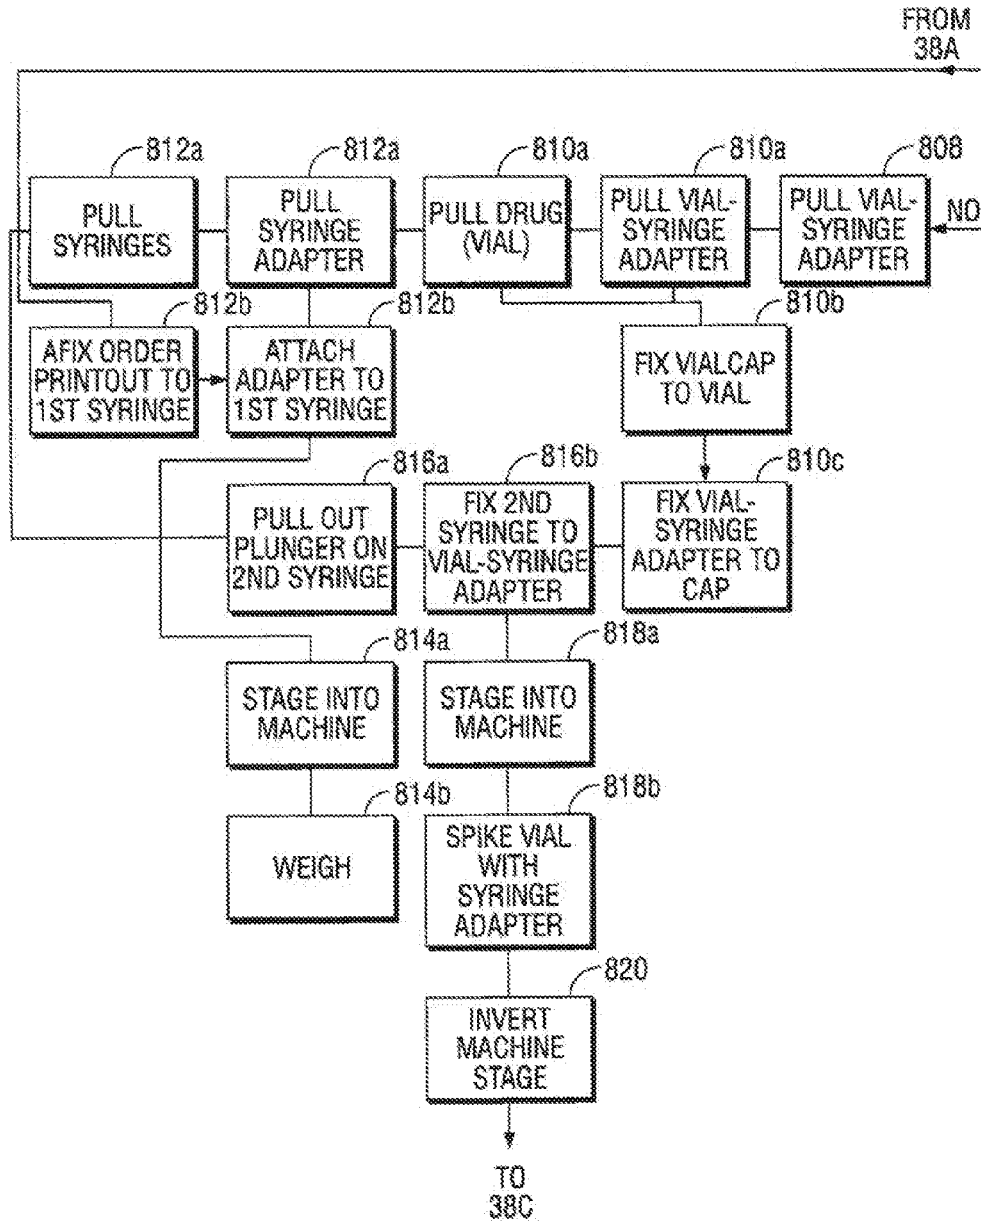 FROM
38A
812a
812a
810a
810a
808
PULL
SYRINGES
PULL
SYRINGE
ADAPTER
PULL DRUG
(VIAL)
PULL VIAL-
SYRINGE
ADAPTER
PULL VIAL-
SYRINGE
ADAPTER
NO
812b
812b
810b
AFIX ORDER
PRINTOUT TO
1ST SYRINGE
ATTACH
ADAPTER TO
1ST SYRINGE
FIX VIALCAP
TO VIAL
816a
816b
810c
PULL OUT
PLUNGER ON
2ND SYRINGE
FIX 2ND
SYRINGE TO
VIAL-SYRINGE
ADAPTER
FIX VIAL-
SYRINGE
ADAPTER TO
CAP
814a
818a
STAGE INTO
MACHINE
STAGE INTO
MACHINE
814b
818b
WEIGH
SPIKE VIAL
WITH
SYRINGE
ADAPTER
820
INVERT
MACHINE
STAGE
TO
38C